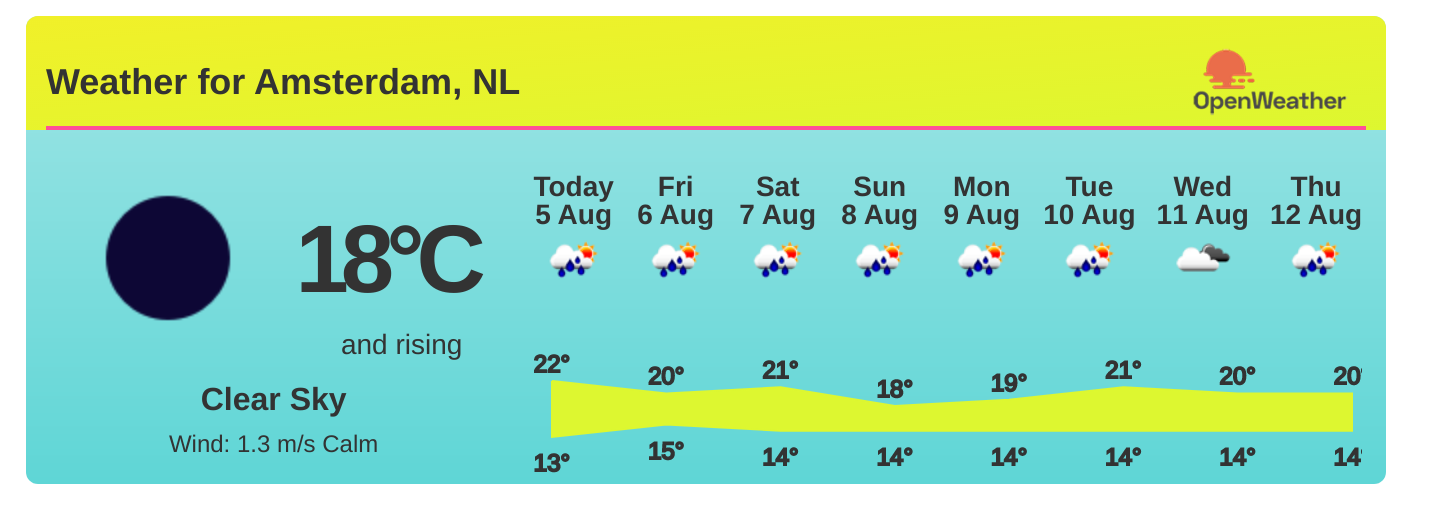 Weather for Amsterdam, NL
OpenWeather
18°C
and rising
Clear Sky
Wind: 1.3 m/s Calm
Today Fri Sat Sun Mon Tue Wed Thu
5 Aug 6 Aug 7 Aug 8 Aug 9 Aug 10 Aug 11 Aug 12 Aug
22° 20° 21° 18° 19° 21° 20° 20°
13° 15° 14° 14° 14° 14° 14° 14°